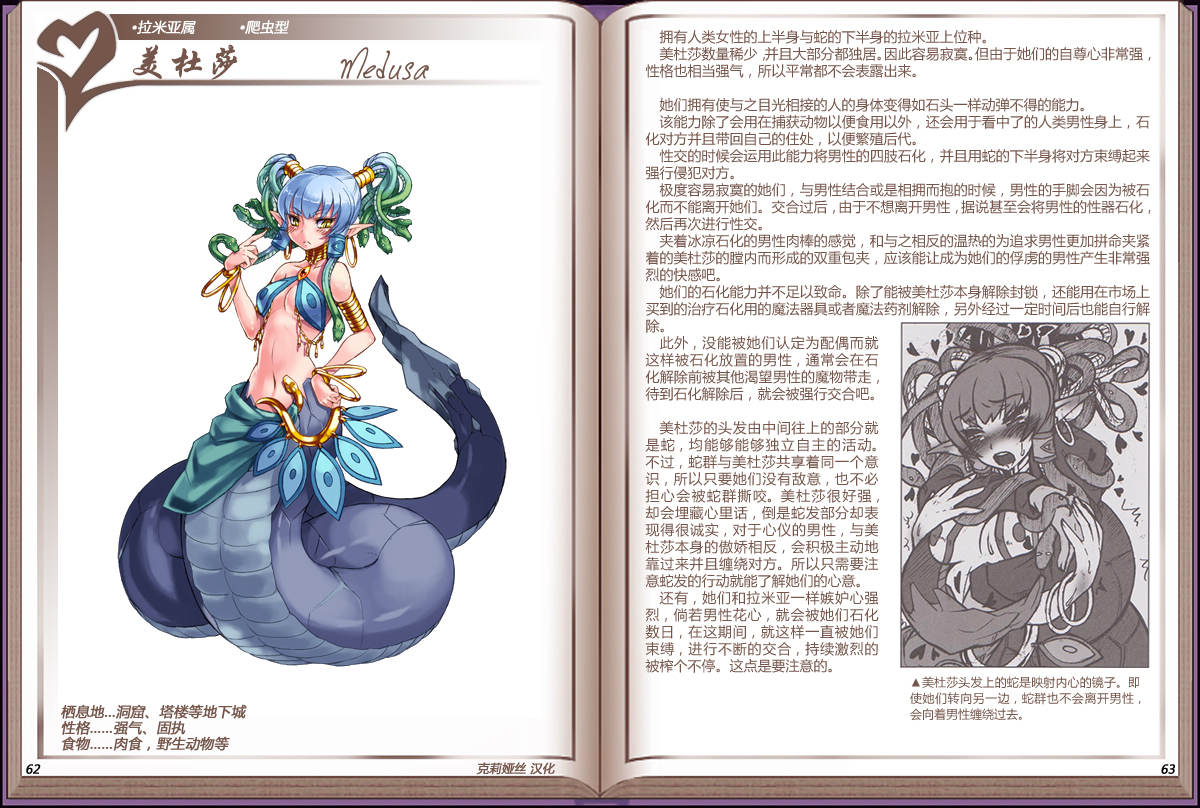 •拉米亚属 •爬虫型
美杜莎 Medusa
栖息地...洞窟、塔楼等地下城
性格......强气、固执
食物......肉食，野生动物等
62
克莉娅丝 汉化
拥有人类女性的上半身与蛇的下半身的拉米亚上位种。
美杜莎数量稀少,并且大部分都独居。因此容易寂寞。但由于她们的自尊心非常强，
性格也相当强气，所以平常都不会表露出来。
她们拥有使与之目光相接的人的身体变得如石头一样动弹不得的能力。
该能力除了会用在捕获动物以便食用以外，还会用于看中了的人类男性身上，石
化对方并且带回自己的住处，以便繁殖后代。
性交的时候会运用此能力将男性的四肢石化，并且用蛇的下半身将对方束缚起来
强行侵犯对方。
极度容易寂寞的她们，与男性结合或是相拥而抱的时候，男性的手脚会因为被石
化而不能离开她们。交合过后，由于不想离开男性，据说甚至会将男性的性器石化，
然后再次进行性交。
夹着冰凉石化的男性肉棒的感觉，和与之相反的温热的为追求男性更加拼命夹紧
着的美杜莎的膣内而形成的双重包夹，应该能让成为她们的俘虏的男性产生非常强
烈的快感吧。
她们的石化能力并不足以致命。除了能被美杜莎本身解除封锁，还能用在市场上
买到的治疗石化用的魔法器具或者魔法药剂解除，另外经过一定时间后也能自行解
除。
此外，没能被她们认定为配偶而就
这样被石化放置的男性，通常会在石
化解除前被其他渴望男性的魔物带走，
待到石化解除后，就会被强行交合吧。
美杜莎的头发由中间往上的部分就
是蛇，均能够能够独立自主的活动。
不过，蛇群与美杜莎共享着同一个意
识，所以只要她们没有敌意，也不必
担心会被蛇群撕咬。美杜莎很好强，
却会埋藏心里话，倒是蛇发部分却表
现得很诚实，对于心仪的男性，与美
杜莎本身的傲娇相反，会积极主动地
靠过来并且缠绕对方。所以只需要注
意蛇发的行动就能了解她们的心意。
还有，她们和拉米亚一样嫉妒心强
烈，倘若男性花心，就会被她们石化
数日，在这期间，就这样一直被她们
束缚，进行不断的交合，持续激烈的
被榨个不停。这点是要注意的。
▲美杜莎头发上的蛇是映射内心的镜子。即
使她们转向另一边，蛇群也不会离开男性，
会向着男性缠绕过去。
63